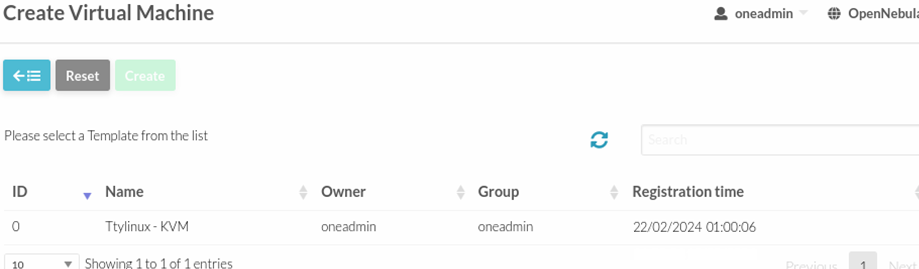 Create Virtual Machine oneadmin OpenNebula
Reset Create
Please select a Template from the list Search
ID Name Owner Group Registration time
0 Ttylinux - KVM oneadmin oneadmin 22/02/2024 01:00:06
10 Showing 1 to 1 of 1 entries Previous 1 Next